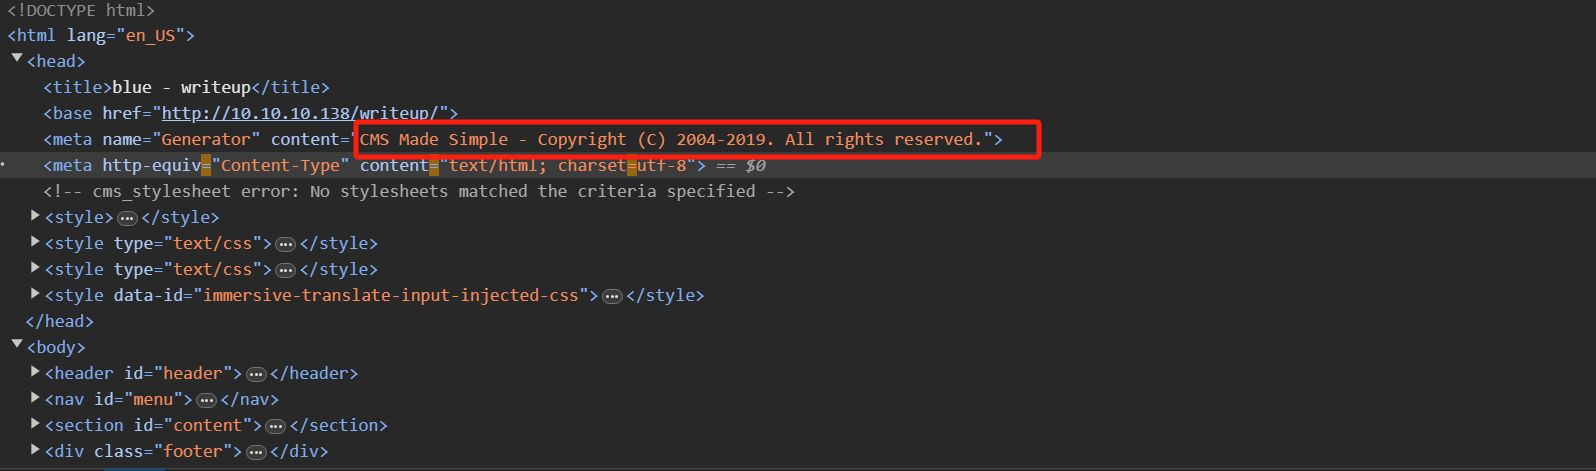 <!DOCTYPE html>
<html lang="en_US">
<head>
<title>blue - writeup</title>
<base href="http://10.10.10.138/writeup/">
<meta name="Generator" content="CMS Made Simple - Copyright (C) 2004-2019. All rights reserved.">
<meta http-equiv="Content-Type" content="text/html; charset=utf-8"> == $0
<!-- cms_stylesheet error: No stylesheets matched the criteria specified -->
<style>…</style>
<style type="text/css">…</style>
<style type="text/css">…</style>
<style data-id="immersive-translate-input-injected-css">…</style>
</head>
<body>
<header id="header">…</header>
<nav id="menu">…</nav>
<section id="content">…</section>
<div class="footer">…</div>